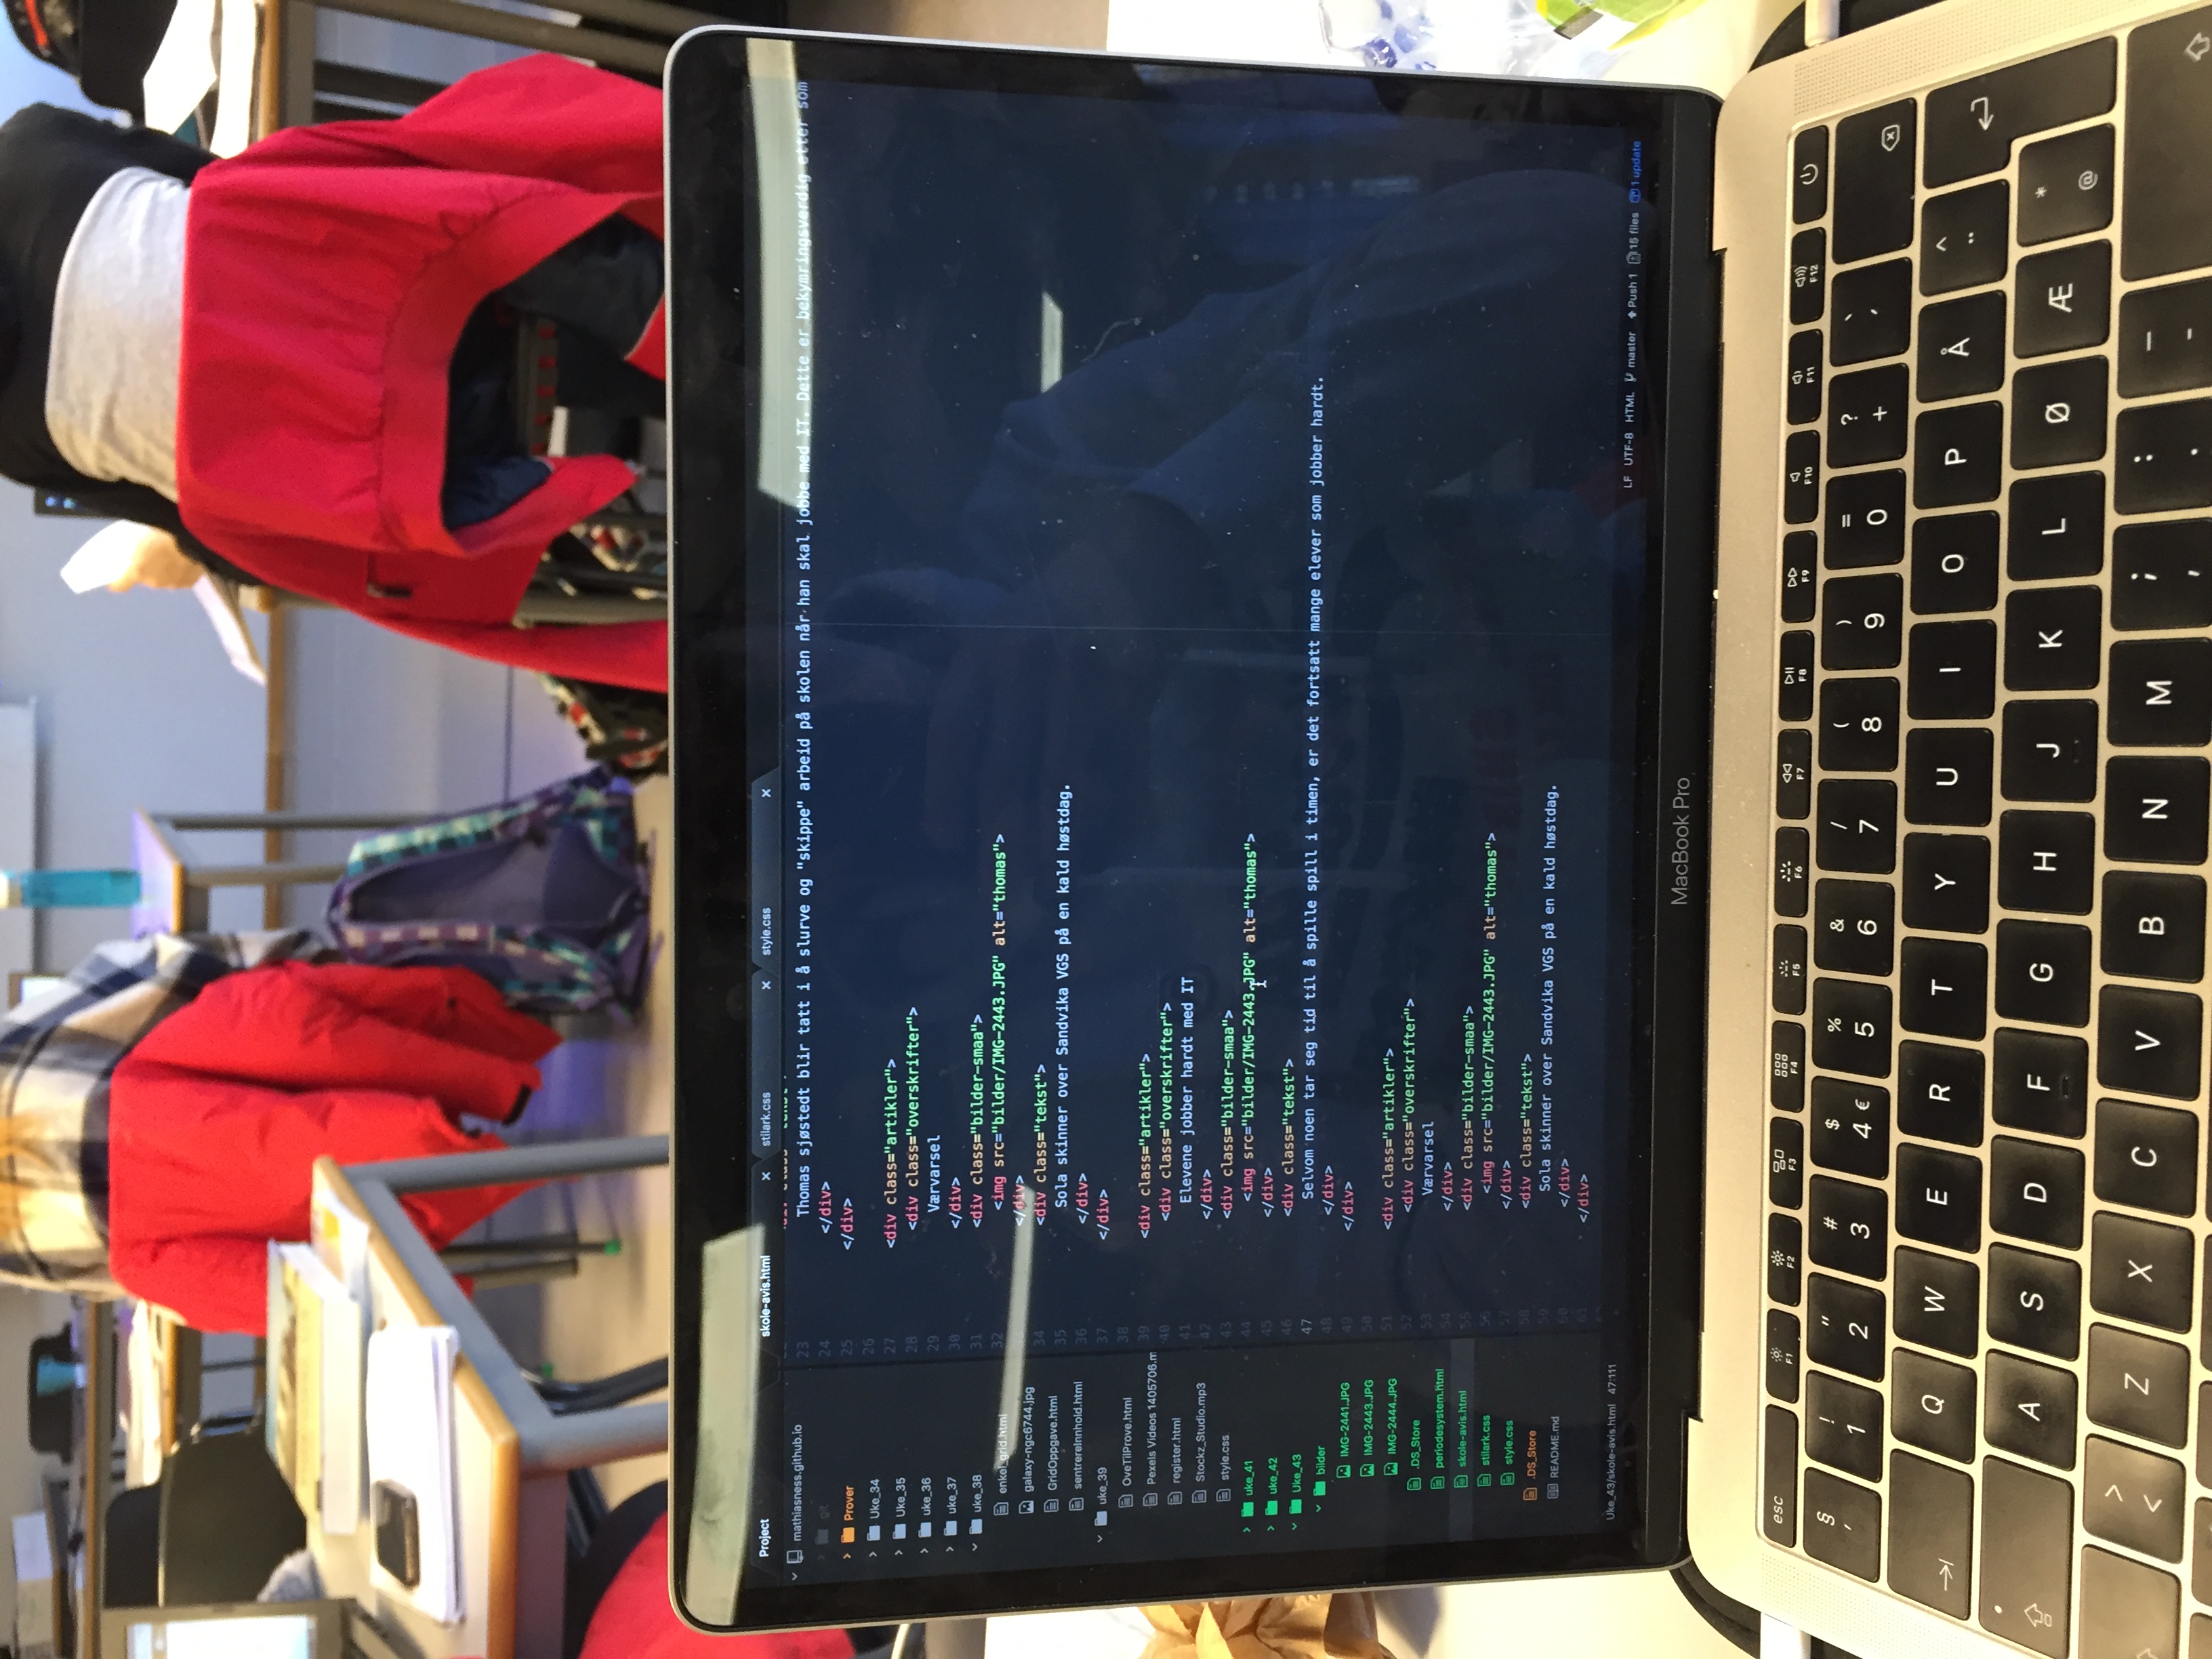 Project
skole-avis.html
stilark.css
style.css
mathiasness.github.io
.git
Prover
Uke_34
Uke_35
uke_36
uke_37
uke_38
enkel_grid.html
galaxy-ngc6744.jpg
GridOppgave.html
sentrereInnhold.html
uke_39
OveTilProve.html
Pexels Videos 1405706.m
register.html
Stockz_Studio.mp3
style.css
uke_41
uke_42
Uke_43
bilder
IMG-2441.JPG
IMG-2443.JPG
IMG-2444.JPG
.DS_Store
periodesystem.html
skole-avis.html
stilark.css
style.css
.DS_Store
README.md
23 Thomas sjøstedt blir tatt i å slurve og "skippe" arbeid på skolen når han skal jobbe med IT. Dette er bekymringsverdig etter som
24 </div>
25 </div>
26
27 <div class="artikler">
28 <div class="overskrifter">
29 Værvarsel
30 </div>
31 <div class="bilder-smaa">
32 <img src="bilder/IMG-2443.JPG" alt="thomas">
</div>
34 <div class="tekst">
35 Sola skinner over Sandvika VGS på en kald høstdag.
36 </div>
37 </div>
38
39 <div class="artikler">
40 <div class="overskrifter">
41 Elevene jobber hardt med IT
42 </div>
43 <div class="bilder-smaa">
44 <img src="bilder/IMG-2443.JPG" alt="thomas">
45 </div>
46 <div class="tekst">
47 Selvom noen tar seg tid til å spille spill i timen, er det fortsatt mange elever som jobber hardt.
48 </div>
49 </div>
50
51 <div class="artikler">
52 <div class="overskrifter">
53 Værvarsel
54 </div>
55 <div class="bilder-smaa">
56 <img src="bilder/IMG-2443.JPG" alt="thomas">
57 </div>
58 <div class="tekst">
59 Sola skinner over Sandvika VGS på en kald høstdag.
60 </div>
61 </div>
Uke_43/skole-avis.html 47:111
LF UTF-8 HTML master Push 1 15 files 1 update
MacBook Pro
esc F1 F2 F3 F4 F5 F6 F7 F8 F9 F10 F11 F12
§ ! " # $ % & / ( ) = ? `
' 1 2 3 4 € 5 6 7 8 9 0 + ´
Q W E R T Y U I O P Å ^ ¨
A S D F G H J K L Ø Æ * @
> < Z X C V B N M ; , : . _ -